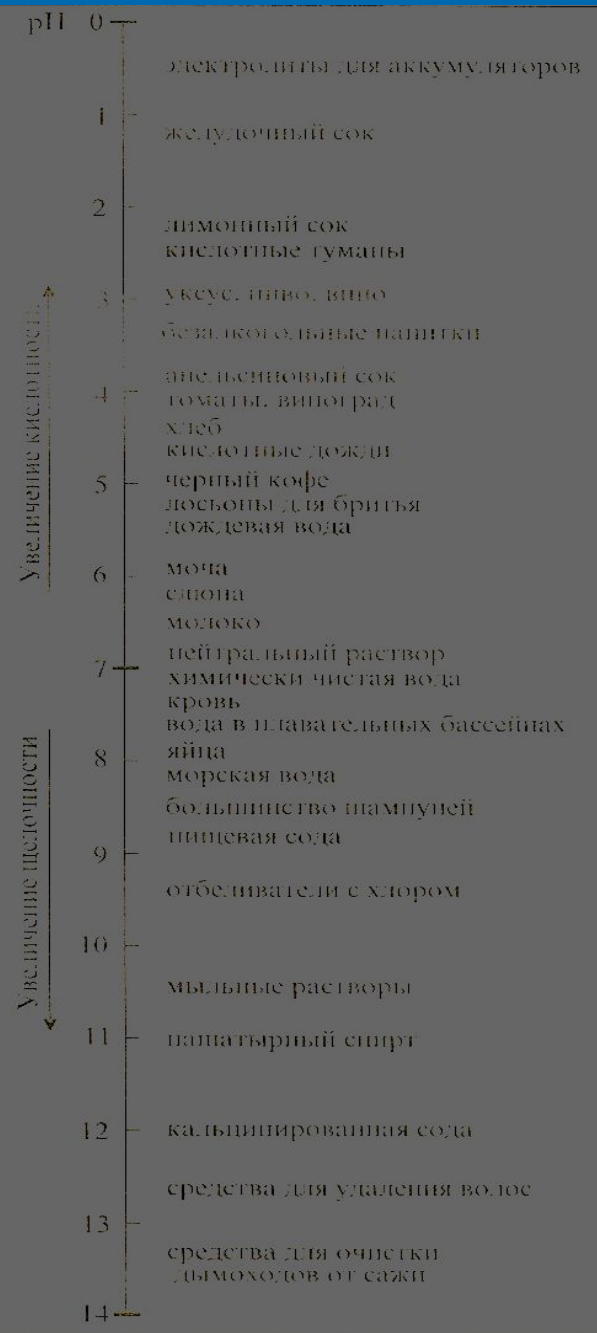 pH 0
электролиты для аккумуляторов
1
желудочный сок
2
лимонный сок
кислотные туманы
3
уксус, пиво, вино
безалкогольные напитки
апельсиновый сок
4
томаты, виноград
хлеб
кислотные дожди
5
черный кофе
лосьоны для бритья
дождевая вода
6
моча
слюна
молоко
нейтральный раствор
7
химически чистая вода
кровь
вода в плавательных бассейнах
яйца
8
морская вода
большинство шампуней
пищевая сода
9
отбеливатели с хлором
10
мыльные растворы
11
нашатырный спирт
12
кальцинированная сода
средства для удаления волос
13
средства для очистки
дымоходов от сажи
14
Увеличение кислотности
Увеличение щелочности